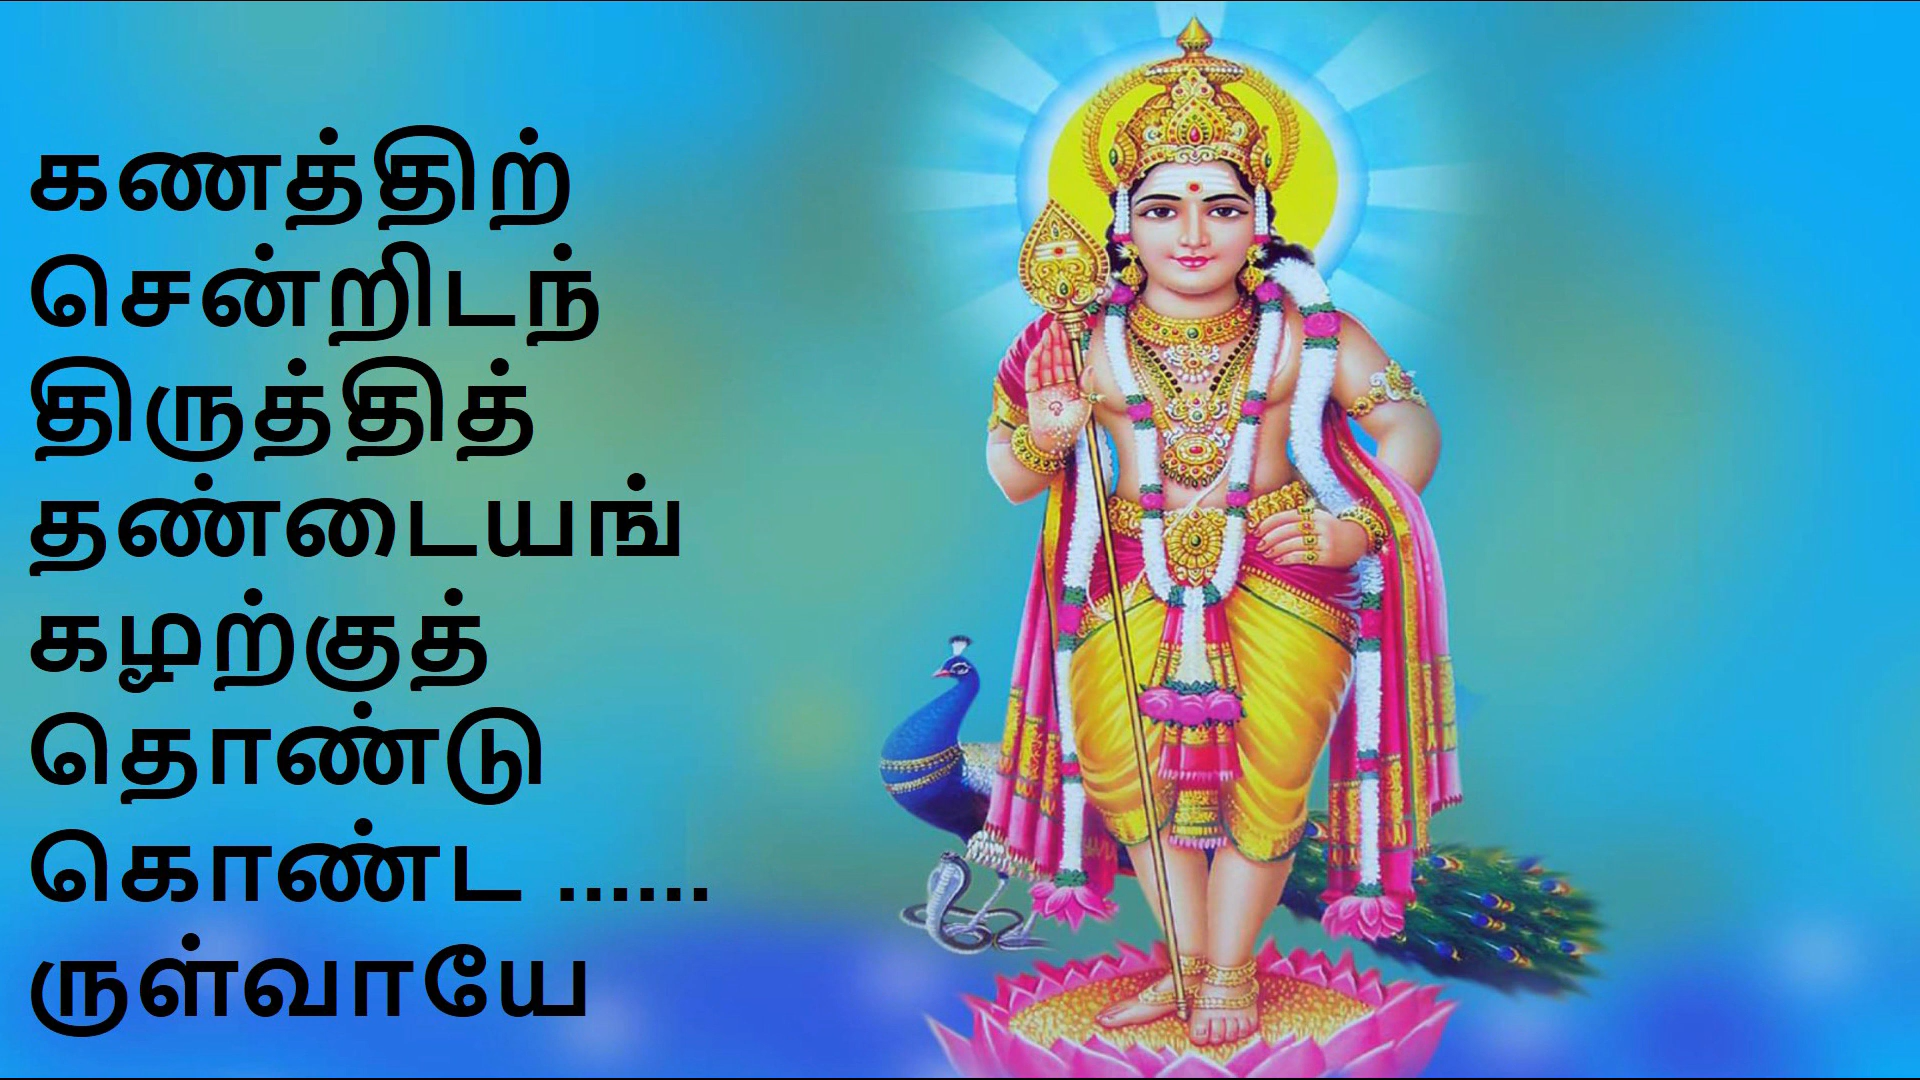 கணத்திற்
சென்றிடந்
திருத்தித்
தண்டையங்
கழற்குத்
தொண்டு
கொண்ட ......
ருள்வாயே